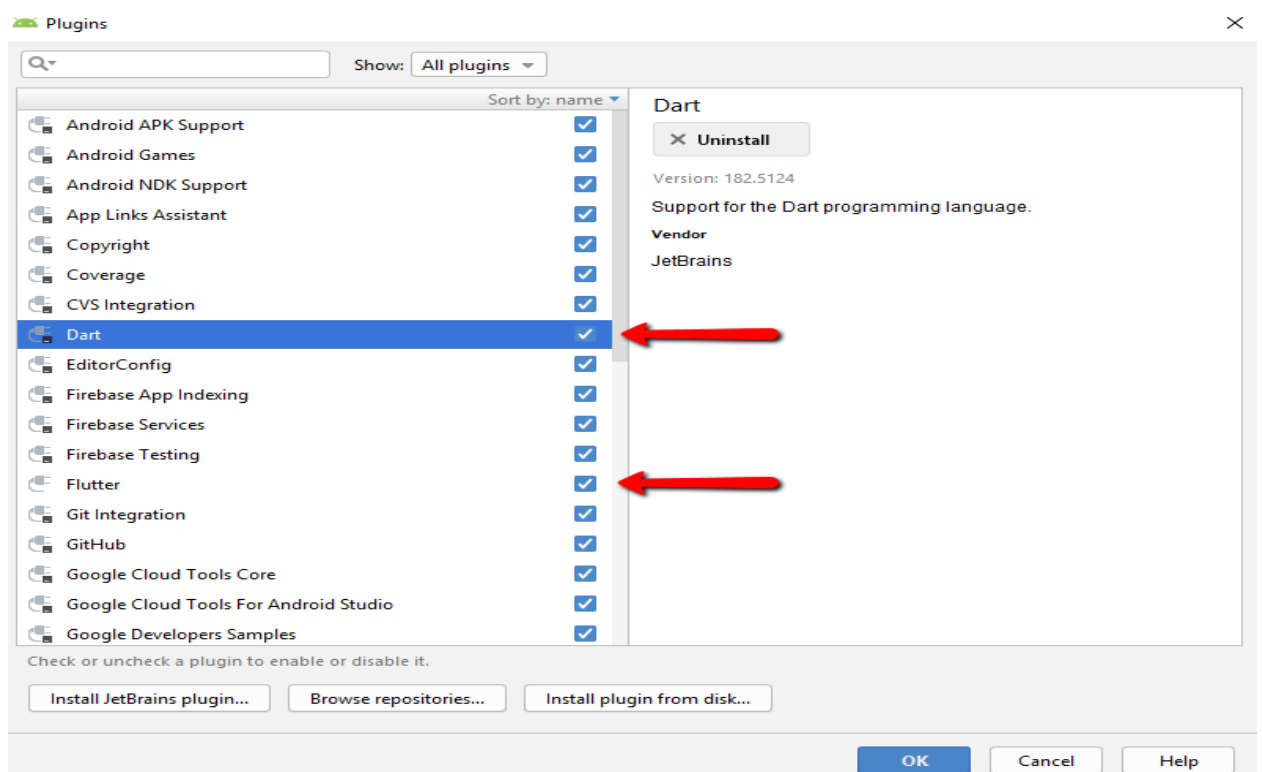 Plugins
Show: All plugins
Sort by: name
Android APK Support
Android Games
Android NDK Support
App Links Assistant
Copyright
Coverage
CVS Integration
Dart
EditorConfig
Firebase App Indexing
Firebase Services
Firebase Testing
Flutter
Git Integration
GitHub
Google Cloud Tools Core
Google Cloud Tools For Android Studio
Google Developers Samples
Dart
Uninstall
Version: 182.5124
Support for the Dart programming language.
Vendor
JetBrains
Check or uncheck a plugin to enable or disable it.
Install JetBrains plugin... Browse repositories... Install plugin from disk...
OK Cancel Help